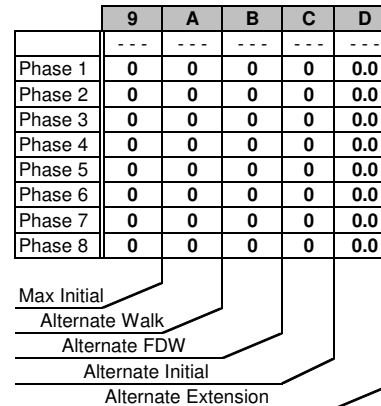 9 A B C D
- - - - - - - - - - - - - - -
Phase 1 0 0 0 0 0.0
Phase 2 0 0 0 0 0.0
Phase 3 0 0 0 0 0.0
Phase 4 0 0 0 0 0.0
Phase 5 0 0 0 0 0.0
Phase 6 0 0 0 0 0.0
Phase 7 0 0 0 0 0.0
Phase 8 0 0 0 0 0.0
Max Initial
Alternate Walk
Alternate FDW
Alternate Initial
Alternate Extension